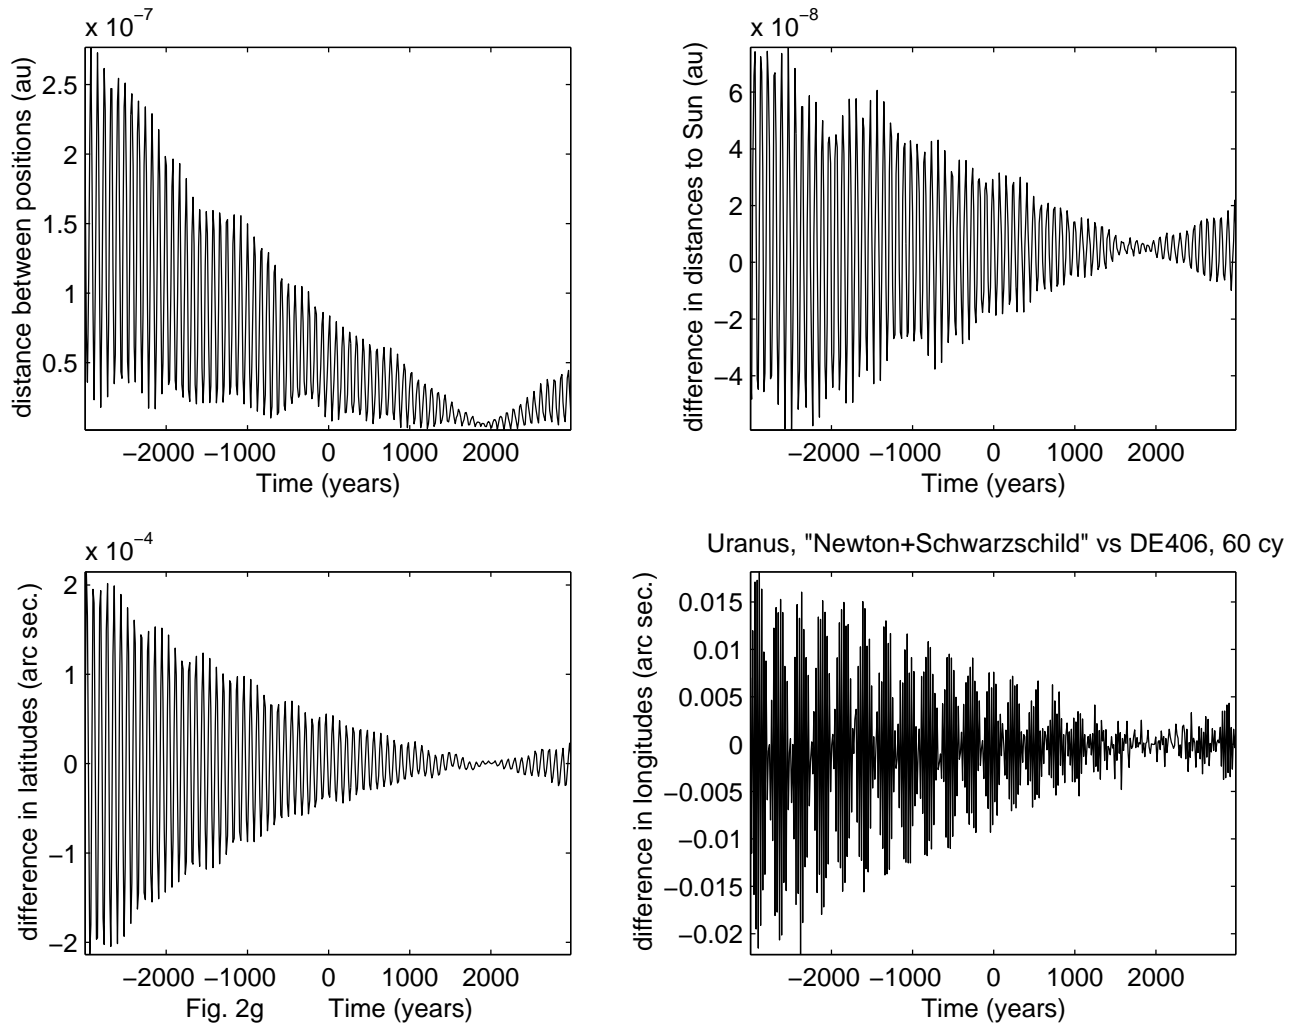 x 10−7
2.5
2
1.5
1
0.5
distance between positions (au)
−2000 −1000 0 1000 2000
Time (years)
x 10−8
6
4
2
0
−2
−4
difference in distances to Sun (au)
−2000 −1000 0 1000 2000
Time (years)
x 10−4
2
1
0
−1
−2
difference in latitudes (arc sec.)
−2000 −1000 0 1000 2000
Fig. 2g Time (years)
Uranus, "Newton+Schwarzschild" vs DE406, 60 cy
0.015
0.01
0.005
0
−0.005
−0.01
−0.015
−0.02
difference in longitudes (arc sec.)
−2000 −1000 0 1000 2000
Time (years)